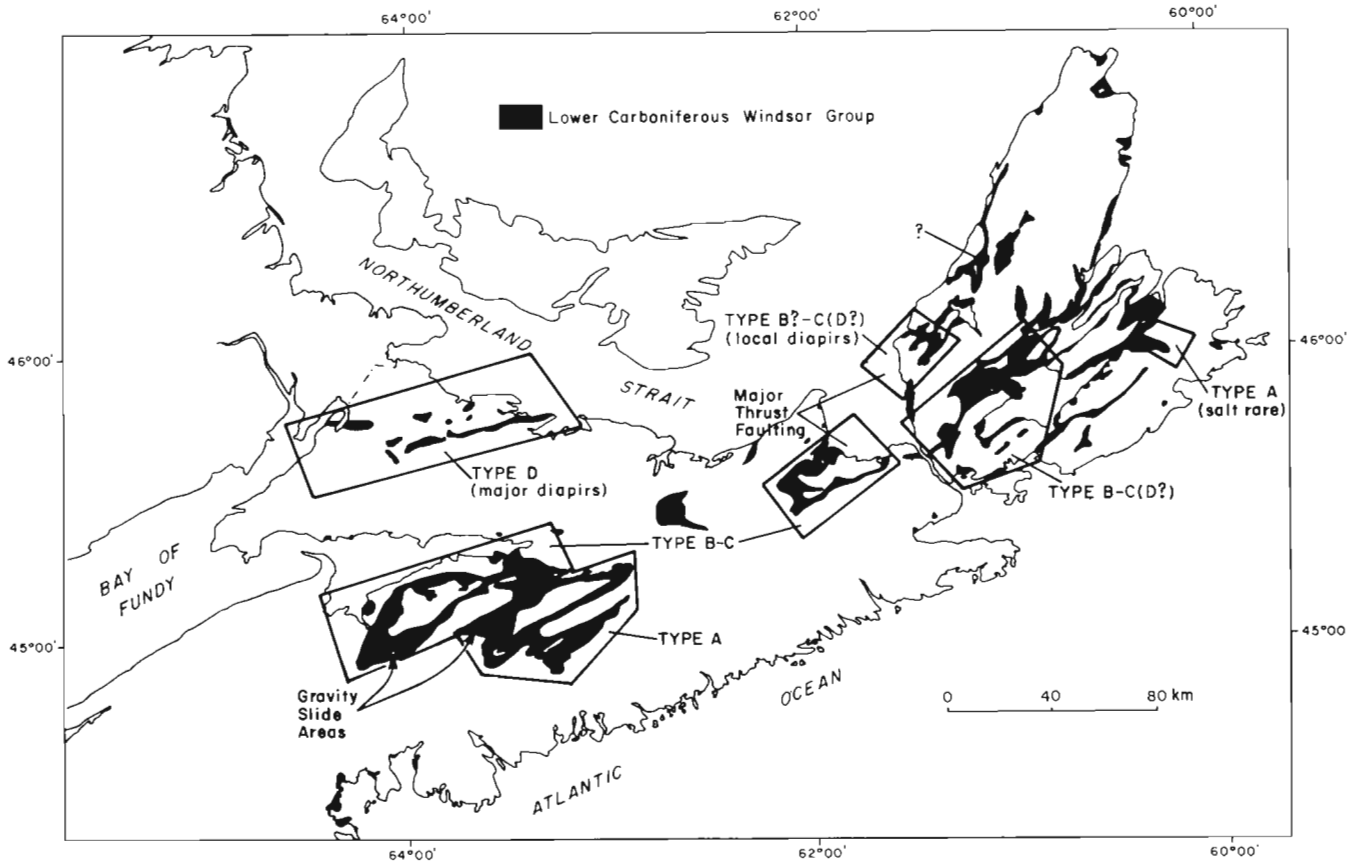 64°00'
62°00'
60°00'
Lower Carboniferous Windsor Group
NORTHUMBERLAND
STRAIT
?
TYPE B?-C(D?)
(local diapirs)
46°00'
46°00'
TYPE A
(salt rare)
Major
Thrust
Faulting
TYPE D
(major diapirs)
TYPE B-C(D?)
TYPE B-C
BAY OF
FUNDY
TYPE A
45°00'
45°00'
Gravity
Slide
Areas
OCEAN
0 40 80 km
ATLANTIC
64°00'
62°00'
60°00'